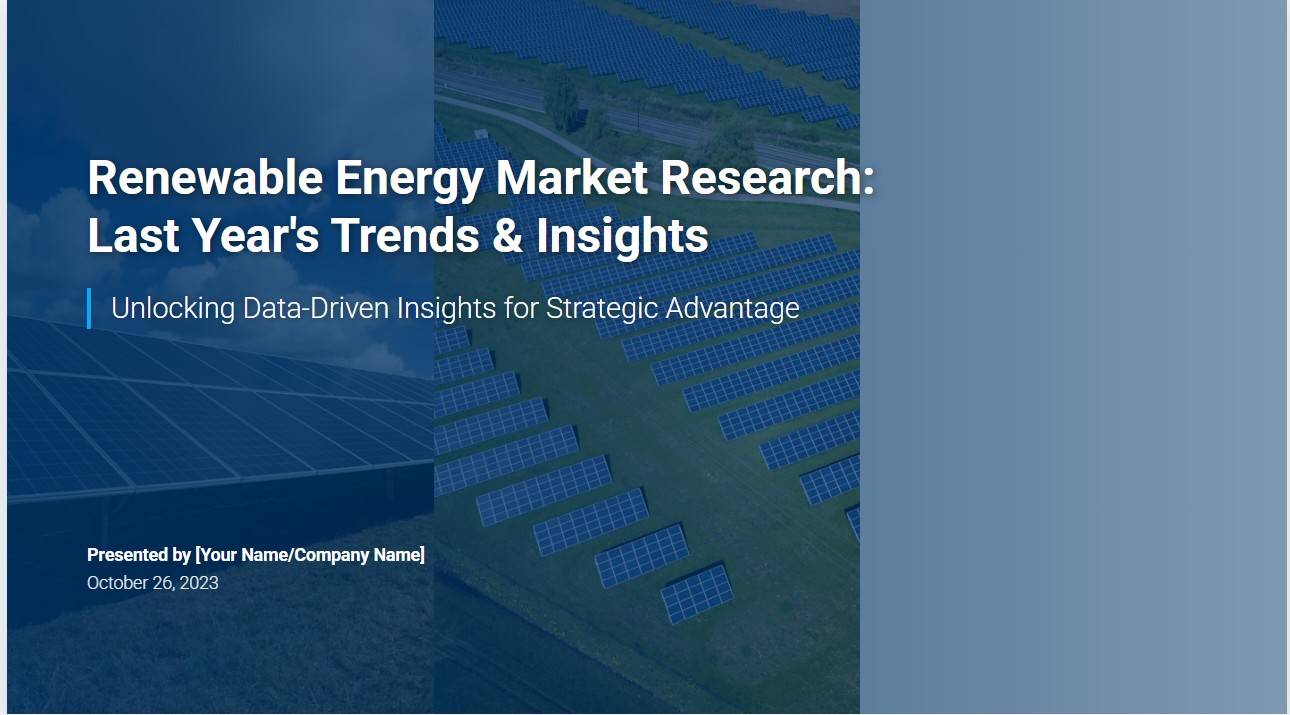 Renewable Energy Market Research:
Last Year's Trends & Insights
Unlocking Data-Driven Insights for Strategic Advantage
Presented by [Your Name/Company Name]
October 26, 2023